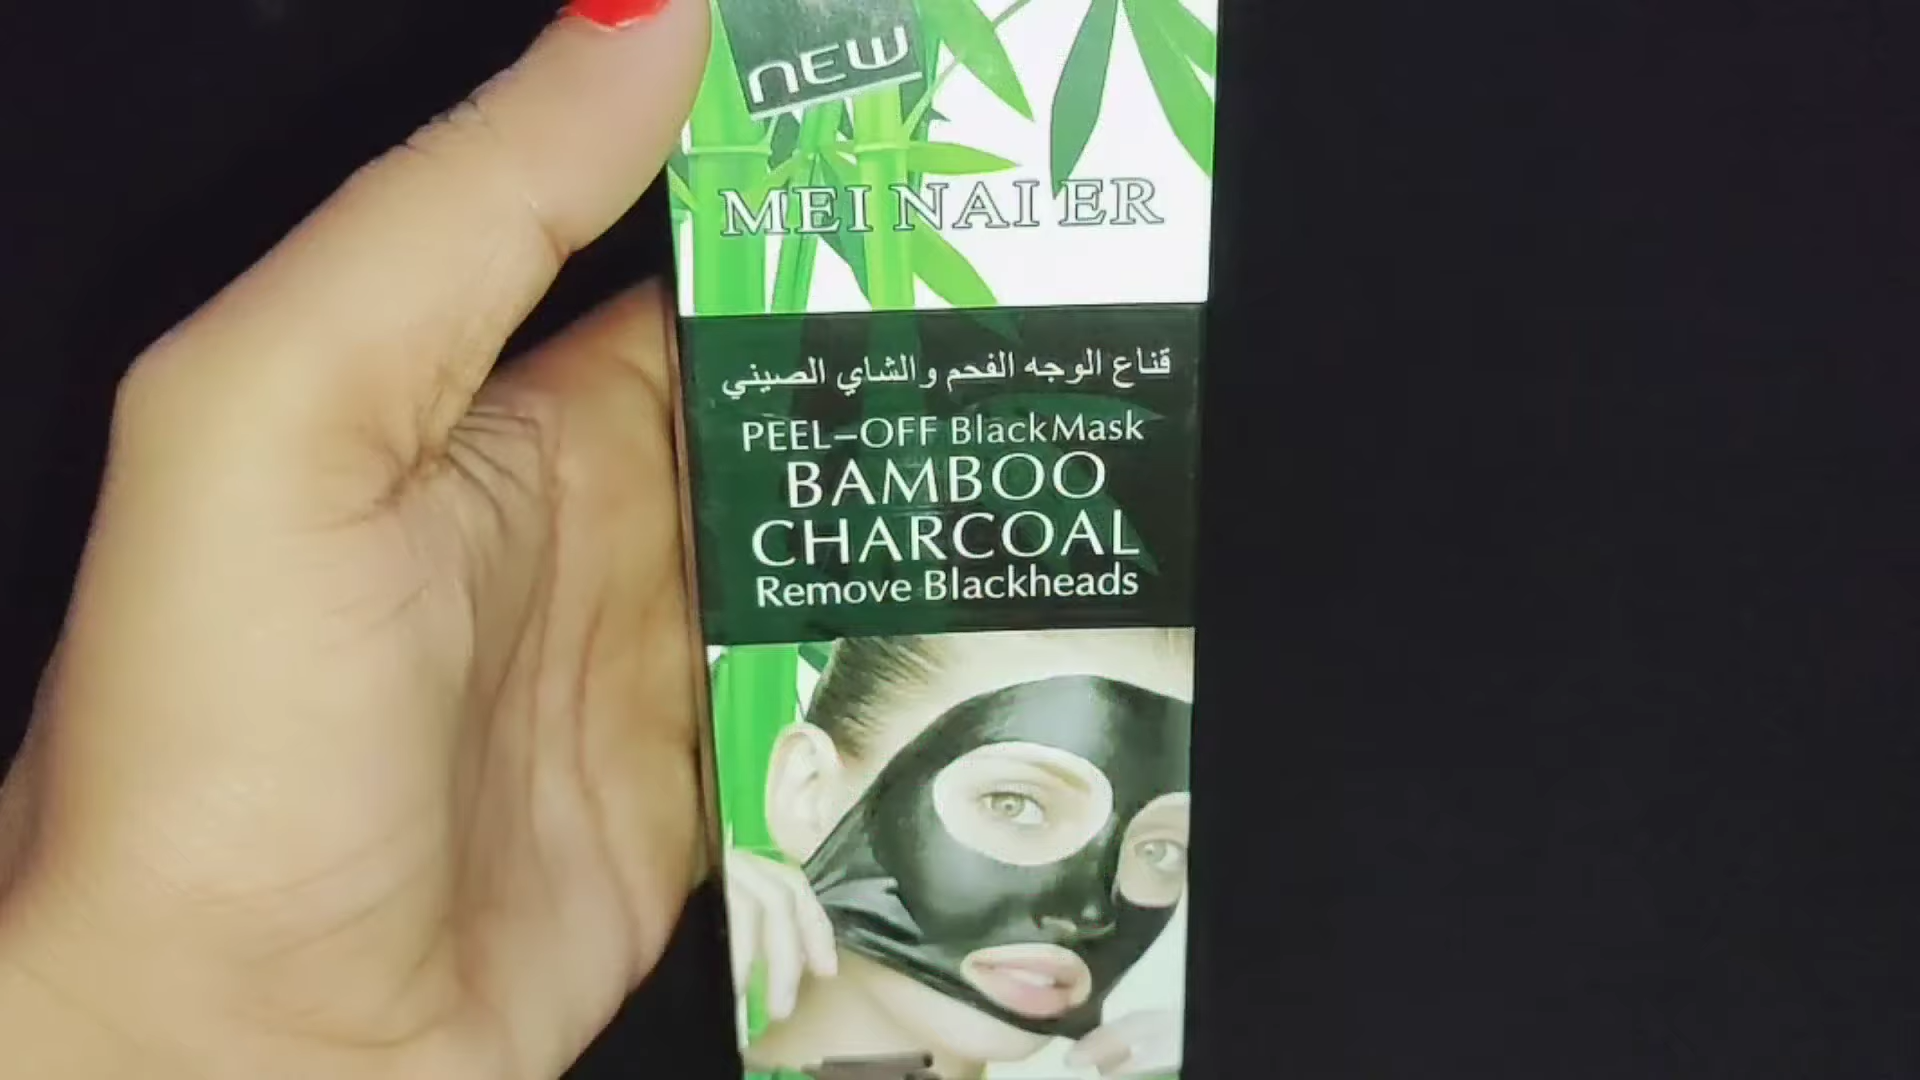 NEW
MEI NAI ER
قناع الوجه الفحم والشاي الصيني
PEEL-OFF BlackMask
BAMBOO
CHARCOAL
Remove Blackheads